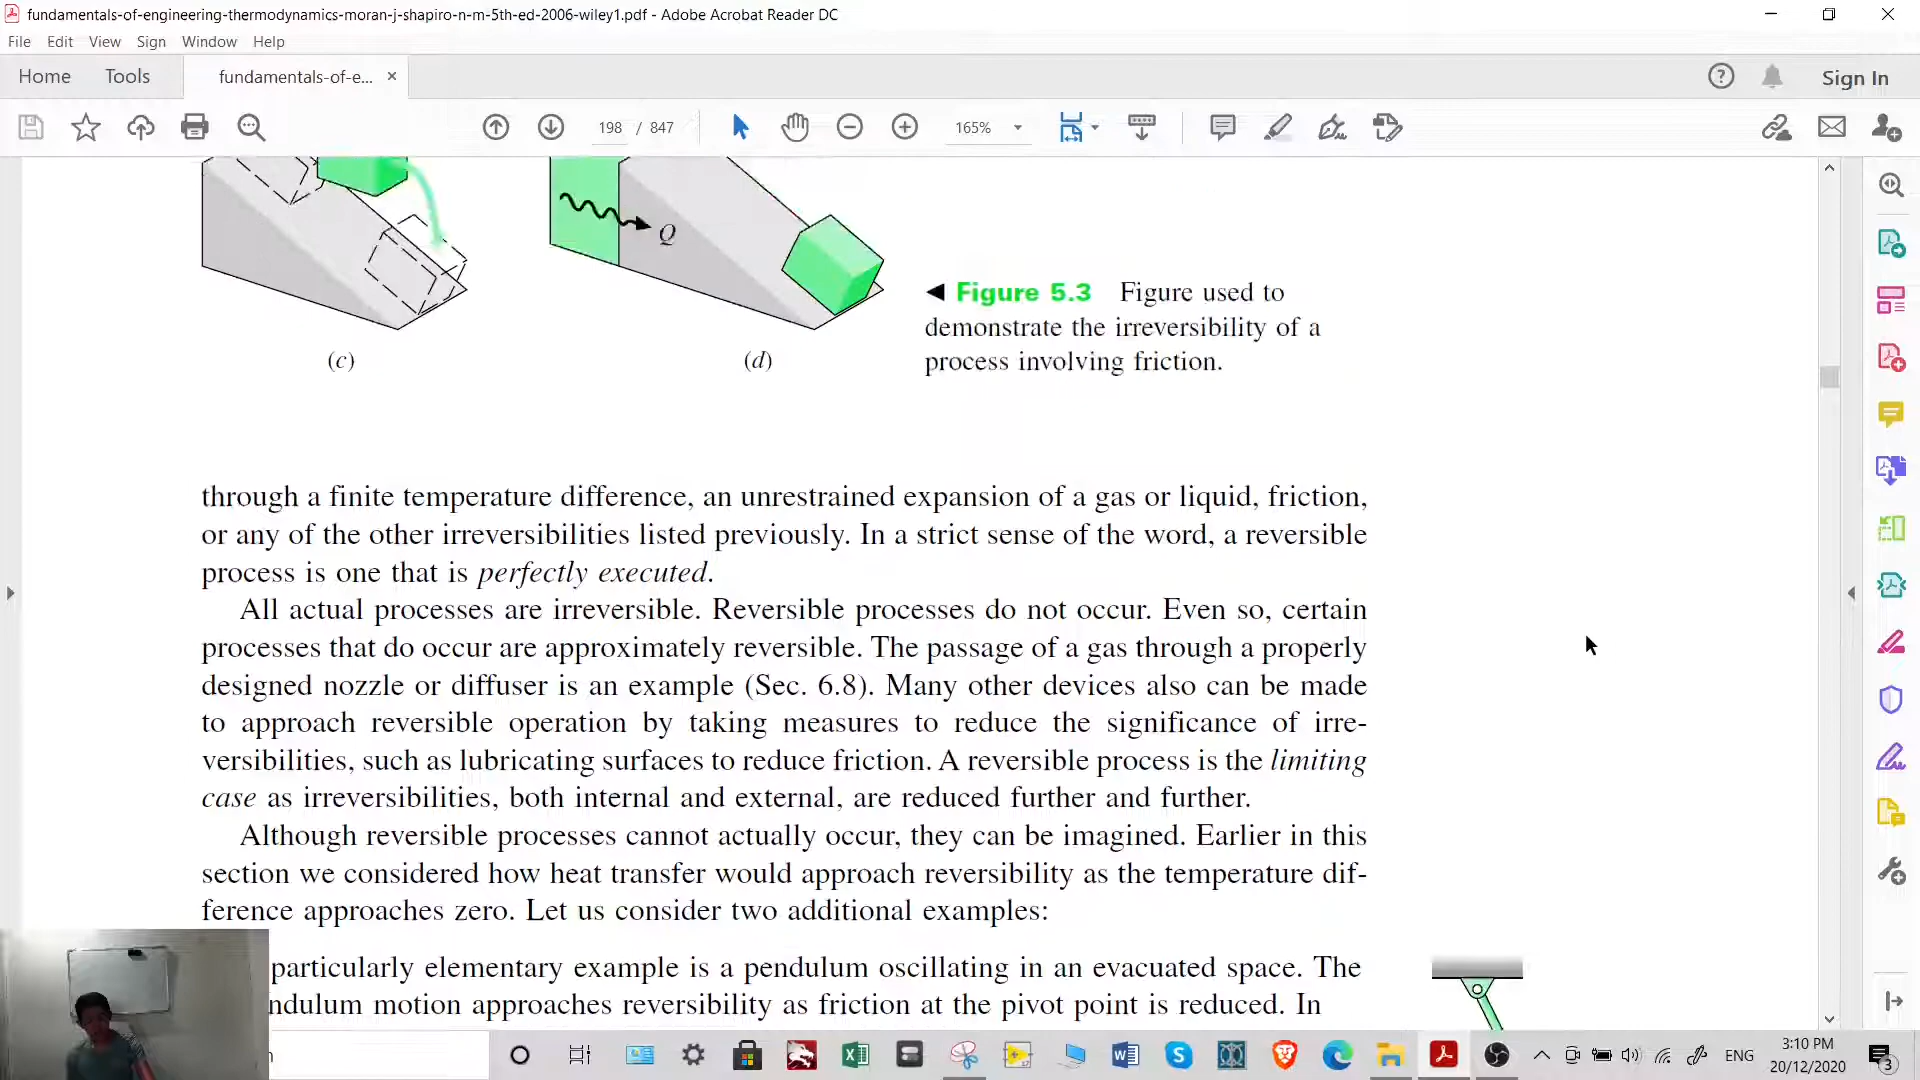 fundamentals-of-engineering-thermodynamics-moran-j-shapiro-n-m-5th-ed-2006-wiley1.pdf - Adobe Acrobat Reader DC
File Edit View Sign Window Help
Home Tools fundamentals-of-e... ×
Sign In
198 / 847 165%
Q
(c)
(d)
◄ Figure 5.3 Figure used to
demonstrate the irreversibility of a
process involving friction.
through a finite temperature difference, an unrestrained expansion of a gas or liquid, friction,
or any of the other irreversibilities listed previously. In a strict sense of the word, a reversible
process is one that is perfectly executed.
All actual processes are irreversible. Reversible processes do not occur. Even so, certain
processes that do occur are approximately reversible. The passage of a gas through a properly
designed nozzle or diffuser is an example (Sec. 6.8). Many other devices also can be made
to approach reversible operation by taking measures to reduce the significance of irre-
versibilities, such as lubricating surfaces to reduce friction. A reversible process is the limiting
case as irreversibilities, both internal and external, are reduced further and further.
Although reversible processes cannot actually occur, they can be imagined. Earlier in this
section we considered how heat transfer would approach reversibility as the temperature dif-
ference approaches zero. Let us consider two additional examples:
particularly elementary example is a pendulum oscillating in an evacuated space. The
ndulum motion approaches reversibility as friction at the pivot point is reduced. In
ENG
3:10 PM
20/12/2020
3